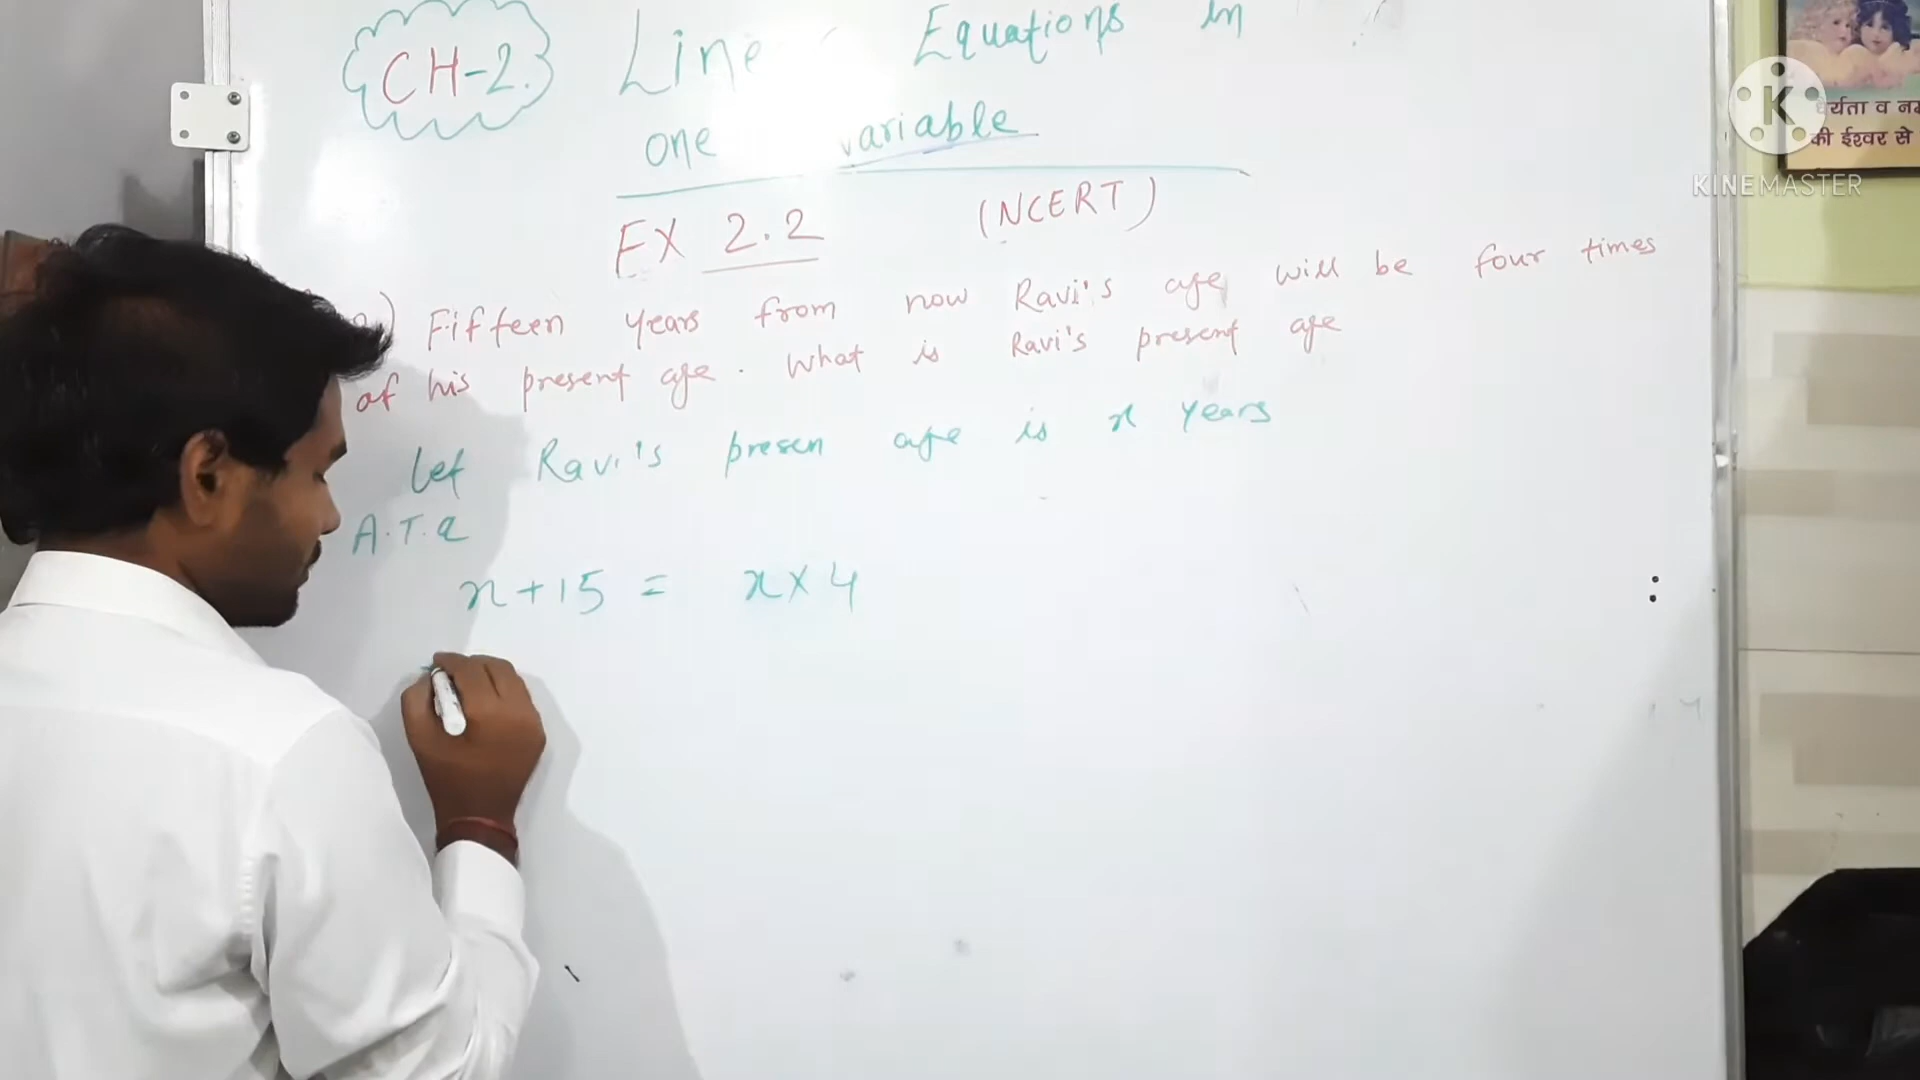 CH-2.
Line Equations in
one variable
EX 2.2 (NCERT)
) Fifteen years from now Ravi's age will be four times
of his present age. What is Ravi's present age
Let Ravi's presen age is x years
A.T.Q
x+15 = x×4
K
KINEMASTER
की ईश्वर से